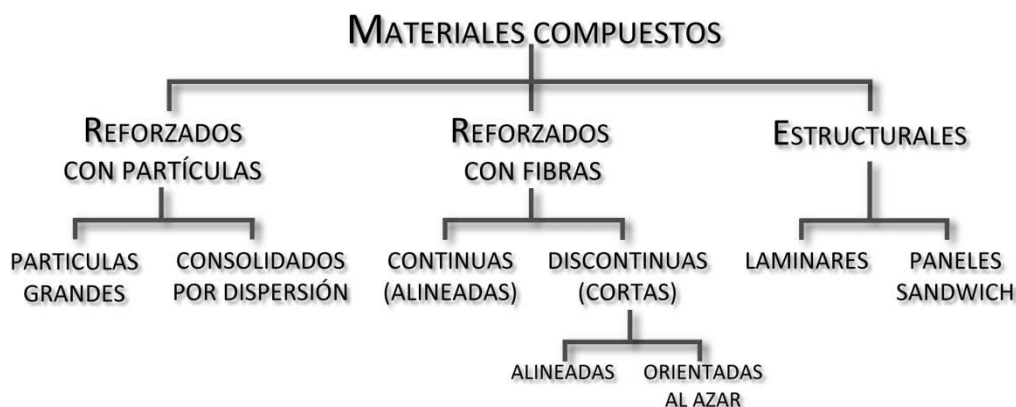 MATERIALES COMPUESTOS
REFORZADOS
CON PARTÍCULAS
REFORZADOS
CON FIBRAS
ESTRUCTURALES
PARTICULAS
GRANDES
CONSOLIDADOS
POR DISPERSIÓN
CONTINUAS
(ALINEADAS)
DISCONTINUAS
(CORTAS)
LAMINARES
PANELES
SANDWICH
ALINEADAS
ORIENTADAS
AL AZAR